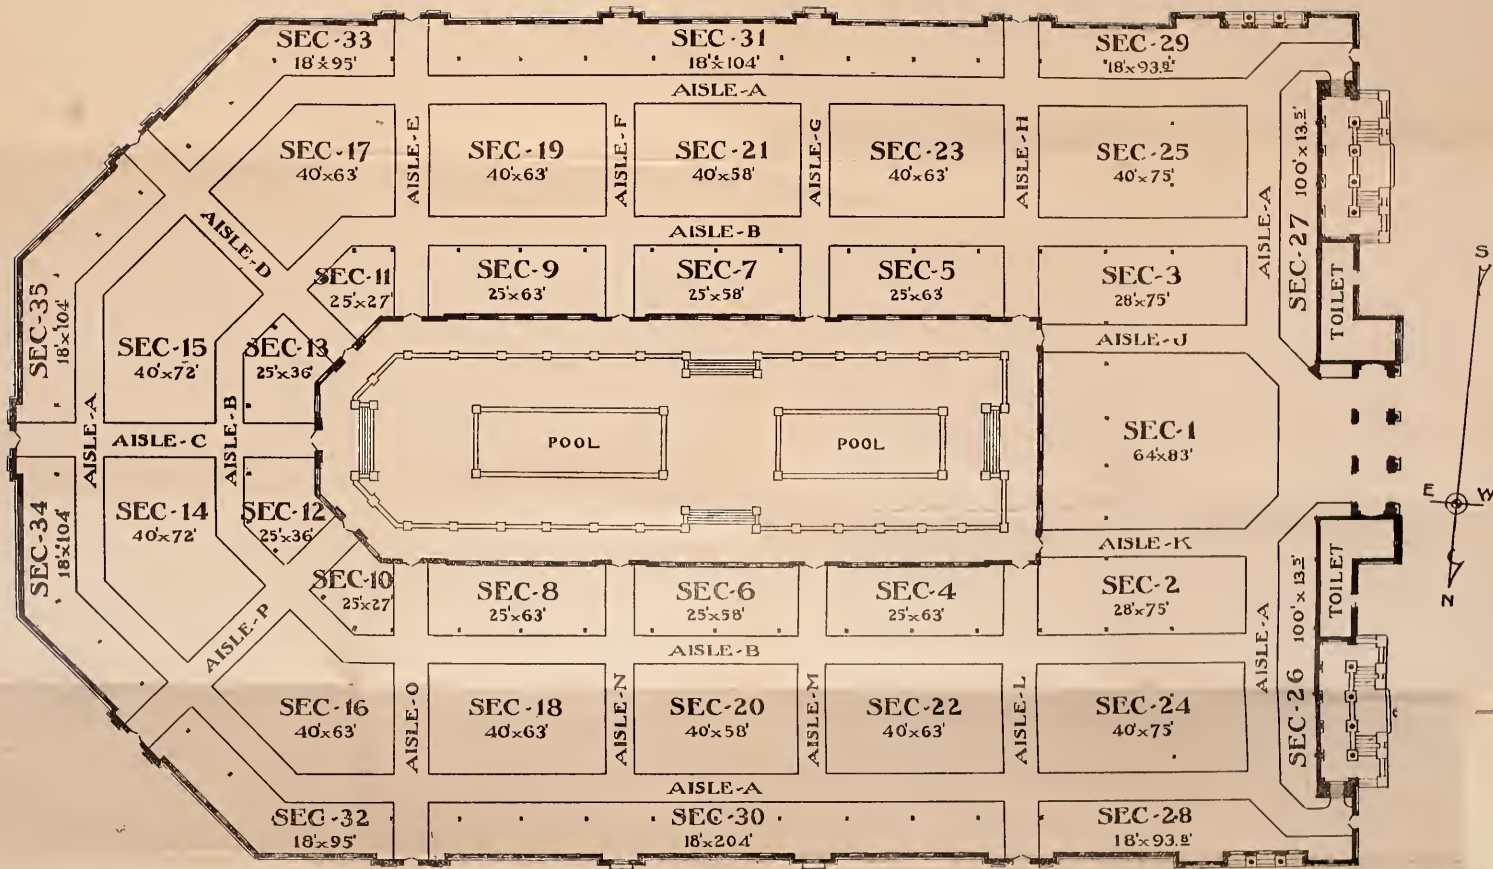 SEC-33
18'x95'
SEC-31
18'x104'
SEC-29
18'x93.8'
AISLE-A
SEC-17
40'x63'
AISLE-E
SEC-19
40'x63'
AISLE-F
SEC-21
40'x58'
AISLE-G
SEC-23
40'x63'
AISLE-H
SEC-25
40'x75'
AISLE-A
SEC-27 100'x13.5'
TOILET
S
AISLE-D
AISLE-B
SEC-11
25'x27'
SEC-9
25'x63'
SEC-7
25'x58'
SEC-5
25'x63'
SEC-3
28'x75'
AISLE-J
SEC-35
18'x104'
SEC-15
40'x72'
SEC-13
25'x36'
AISLE-A
AISLE-C
AISLE-B
POOL
POOL
SEC-1
64'x83'
E W
N
SEC-34
18'x104'
SEC-14
40'x72'
SEC-12
25'x36'
AISLE-K
SEC-10
25'x27'
SEC-8
25'x63'
SEC-6
25'x58'
SEC-4
25'x63'
SEC-2
28'x75'
TOILET
AISLE-P
AISLE-B
AISLE-A
SEC-26 100'x13.5'
SEC-16
40'x63'
AISLE-O
SEC-18
40'x63'
AISLE-N
SEC-20
40'x58'
AISLE-M
SEC-22
40'x63'
AISLE-L
SEC-24
40'x75'
AISLE-A
SEC-32
18'x95'
SEC-30
18'x204'
SEC-28
18'x93.8'